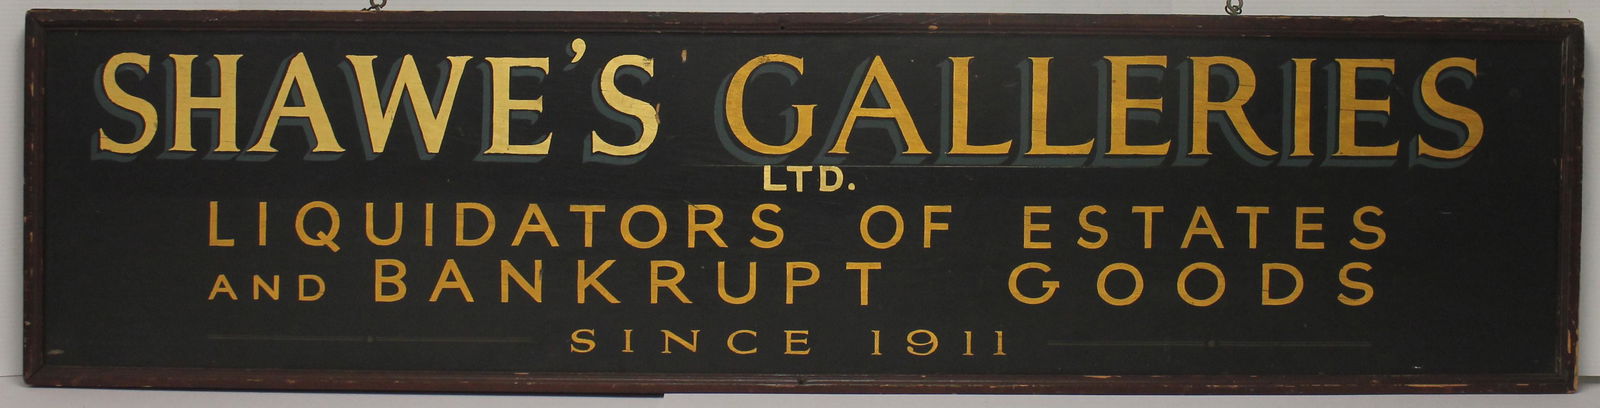 SHAWE'S GALLERIES
LTD.
LIQUIDATORS OF ESTATES
AND BANKRUPT GOODS
SINCE 1911